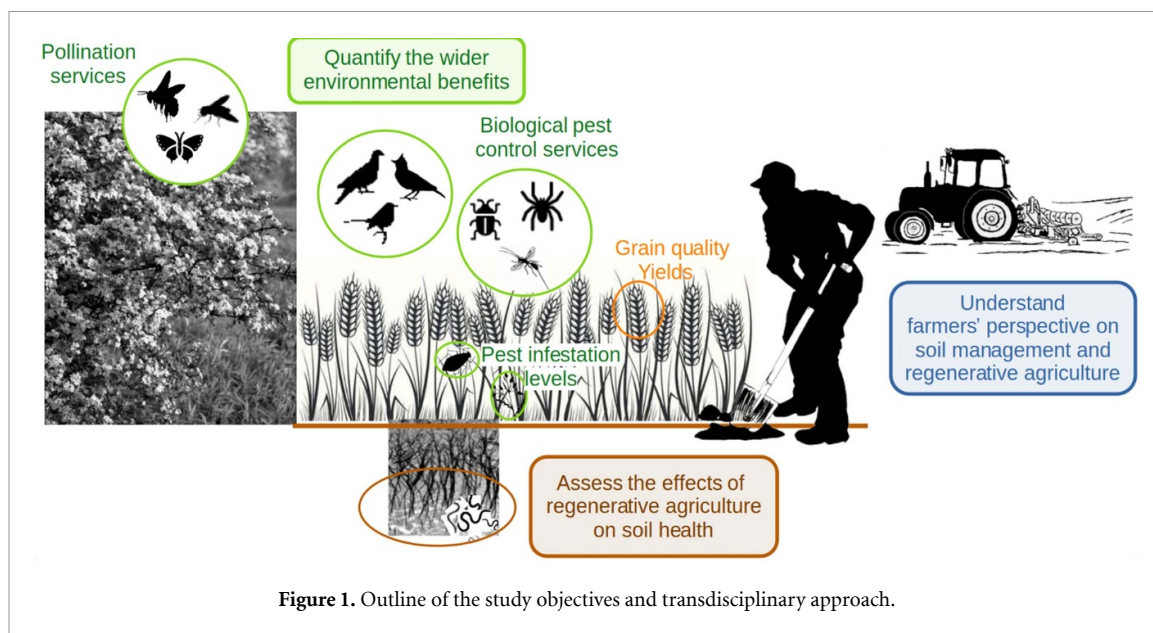 Pollination
services
Quantify the wider
environmental benefits
Biological pest
control services
Grain quality
Yields
Pest infestation
levels
Understand
farmers’ perspective on
soil management and
regenerative agriculture
Assess the effects of
regenerative agriculture
on soil health
Figure 1. Outline of the study objectives and transdisciplinary approach.